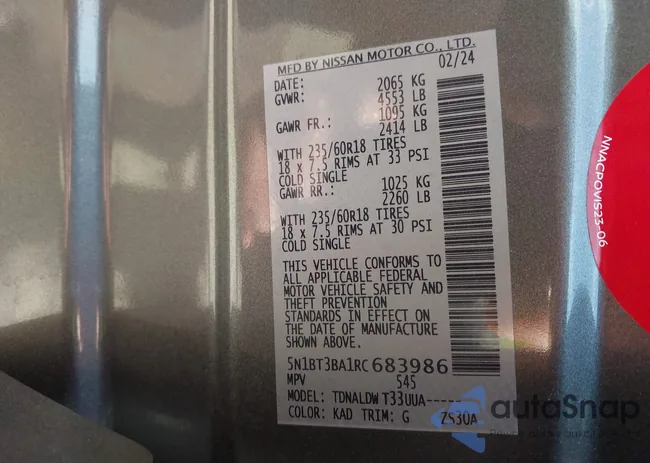 MFD BY NISSAN MOTOR CO., LTD.
DATE: 02/24
GVWR: 2065 KG
4553 LB
GAWR FR.: 1095 KG
2414 LB
WITH 235/60R18 TIRES
18 x 7.5 RIMS AT 33 PSI
COLD SINGLE
GAWR RR.: 1025 KG
2260 LB
WITH 235/60R18 TIRES
18 x 7.5 RIMS AT 30 PSI
COLD SINGLE
THIS VEHICLE CONFORMS TO
ALL APPLICABLE FEDERAL
MOTOR VEHICLE SAFETY AND
THEFT PREVENTION
STANDARDS IN EFFECT ON
THE DATE OF MANUFACTURE
SHOWN ABOVE.
5N1BT3BA1RC683986
MPV 545
MODEL: TDNALDWT33UUA-----
COLOR: KAD TRIM: G 2S30A
NNACPOVIS23-06
autoSnap